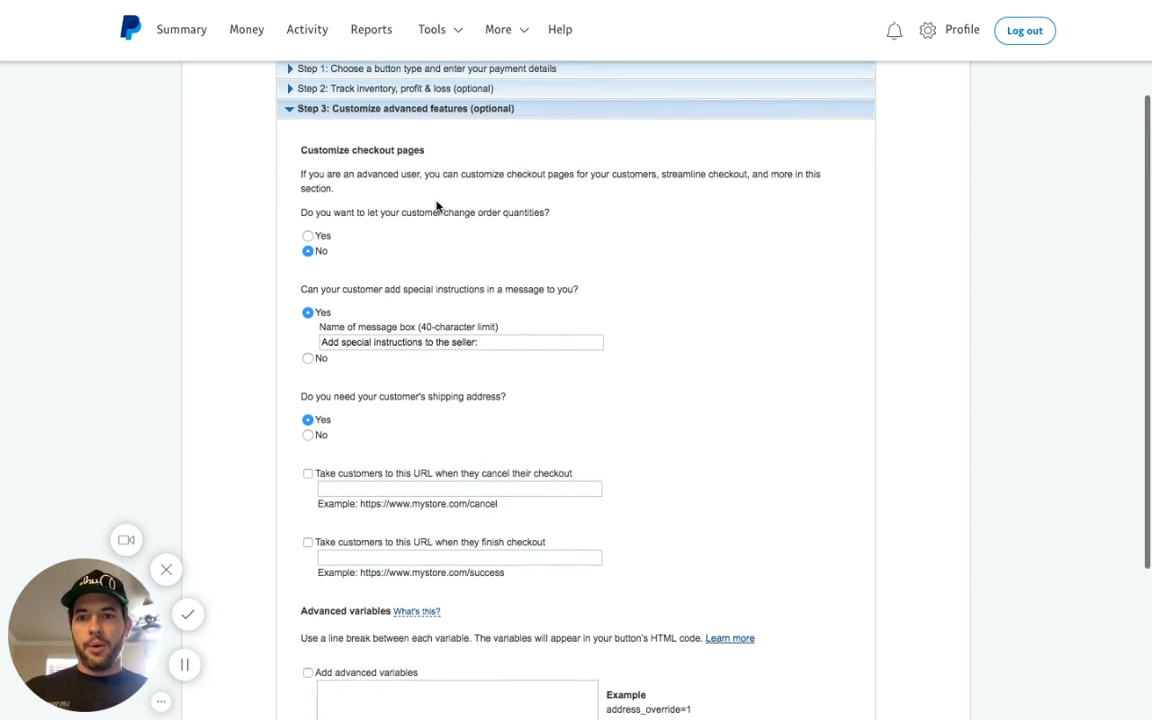 Summary Money Activity Reports Tools More Help Profile Log out
Step 1: Choose a button type and enter your payment details
Step 2: Track inventory, profit & loss (optional)
Step 3: Customize advanced features (optional)
Customize checkout pages
If you are an advanced user, you can customize checkout pages for your customers, streamline checkout, and more in this
section.
Do you want to let your customer change order quantities?
Yes
No
Can your customer add special instructions in a message to you?
Yes
Name of message box (40-character limit)
Add special instructions to the seller:
No
Do you need your customer's shipping address?
Yes
No
Take customers to this URL when they cancel their checkout
Example: https://www.mystore.com/cancel
Take customers to this URL when they finish checkout
Example: https://www.mystore.com/success
Advanced variables What's this?
Use a line break between each variable. The variables will appear in your button's HTML code. Learn more
Add advanced variables
Example
address_override=1